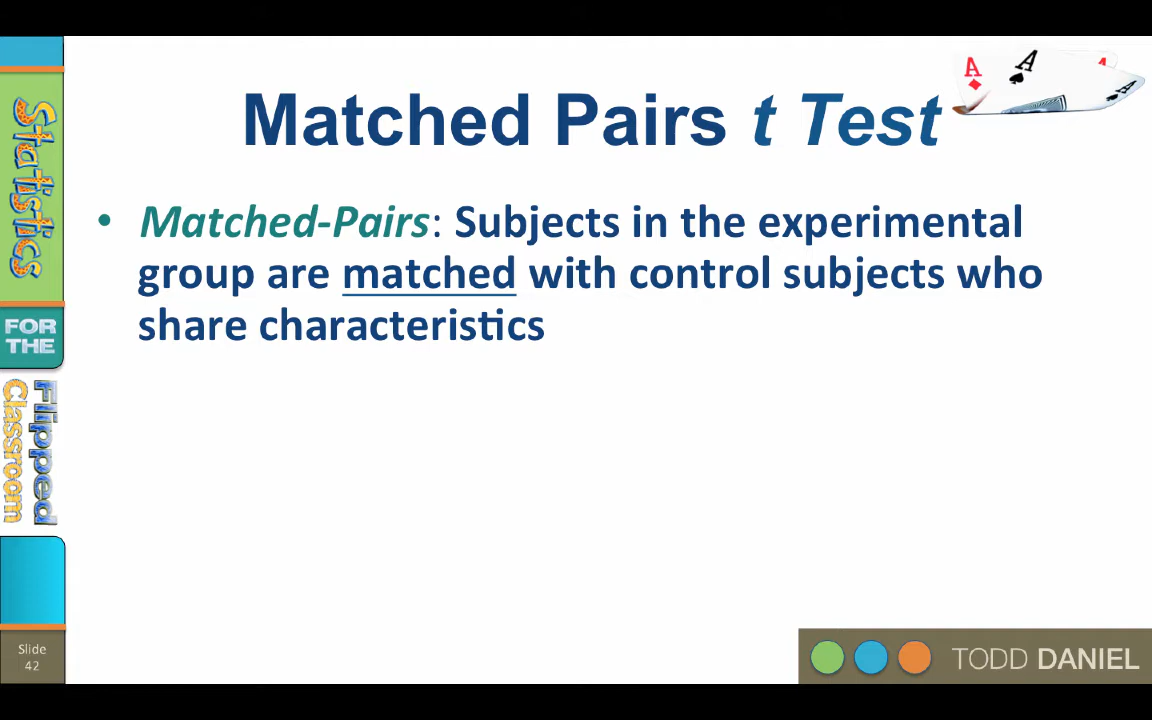 Matched Pairs t Test
• Matched-Pairs: Subjects in the experimental
group are matched with control subjects who
share characteristics
Statistics
FOR
THE
Flipped
Classroom
Slide
42
TODD DANIEL
A
A
A
A